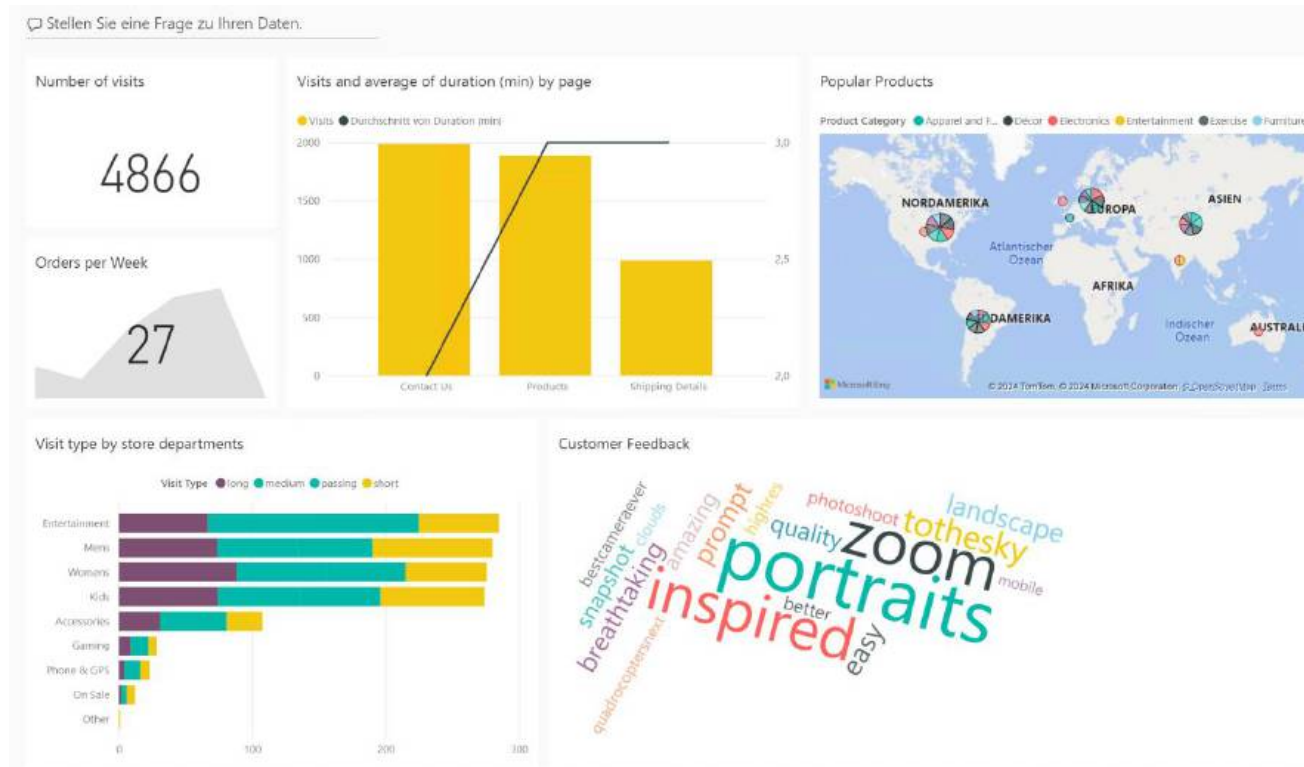 Stellen Sie eine Frage zu Ihren Daten.
Number of visits
4866
Orders per Week
27
Visits and average of duration (min) by page
Visits Durchschnitt von Duration (min)
2000
1500
1000
500
0
3,0
2,5
2,0
Contact Us
Products
Shipping Details
Popular Products
Product Category Apparel and F... Décor Electronics Entertainment Exercise Furniture
NORDAMERIKA
EUROPA
ASIEN
Atlantischer
Ozean
AFRIKA
DAMERIKA
Indischer
Ozean
AUSTRALI
Microsoft Bing
© 2024 TomTom, © 2024 Microsoft Corporation, © OpenStreetMap Terms
Visit type by store departments
Visit Type long medium passing short
Entertainment
Mens
Womens
Kids
Accessories
Gaming
Phone & GPS
On Sale
Other
0
100
200
300
Customer Feedback
bestcameraever
clouds
snapshot
breathtaking
amazing
prompt
highres
photoshoot
quality
zoom
tothesky
landscape
mobile
portraits
inspired
better
easy
quadrocoptersnext